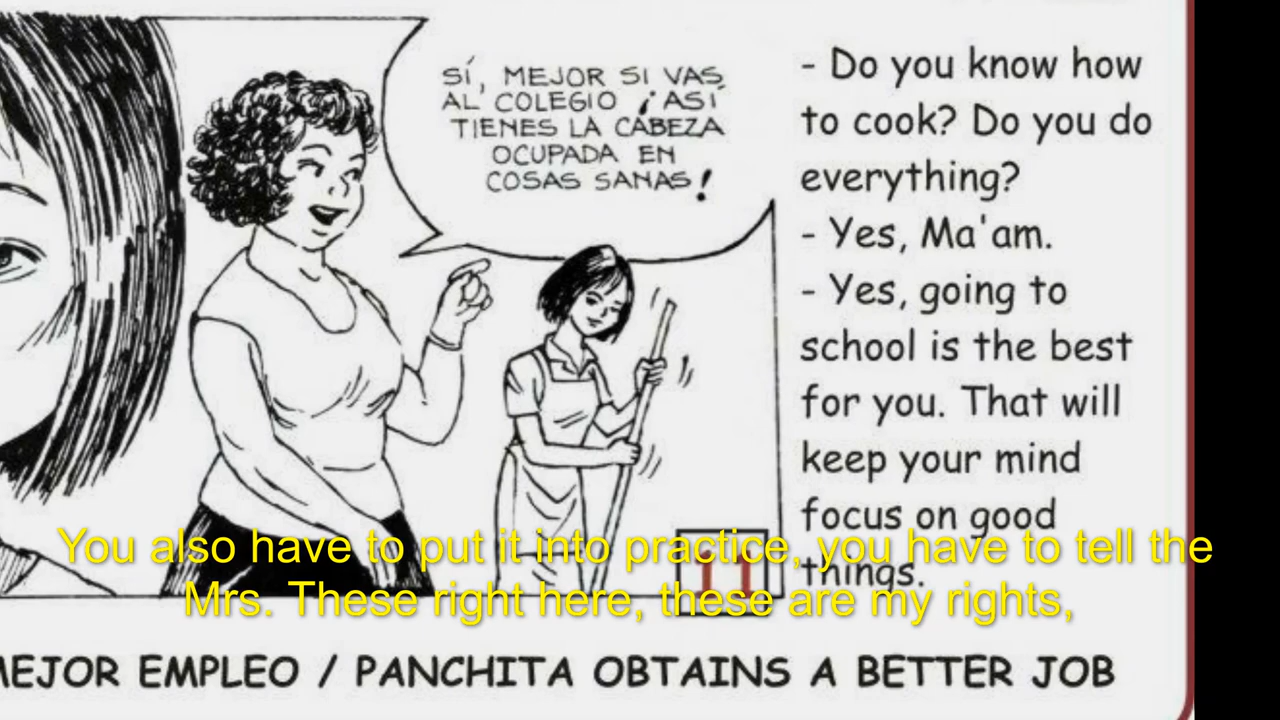 SÍ, MEJOR SI VAS
AL COLEGIO ¡ ASÍ
TIENES LA CABEZA
OCUPADA EN
COSAS SANAS!
- Do you know how
to cook? Do you do
everything?
- Yes, Ma'am.
- Yes, going to
school is the best
for you. That will
keep your mind
focus on good
things.
11
You also have to put it into practice, you have to tell the
Mrs. These right here, these are my rights,
MEJOR EMPLEO / PANCHITA OBTAINS A BETTER JOB